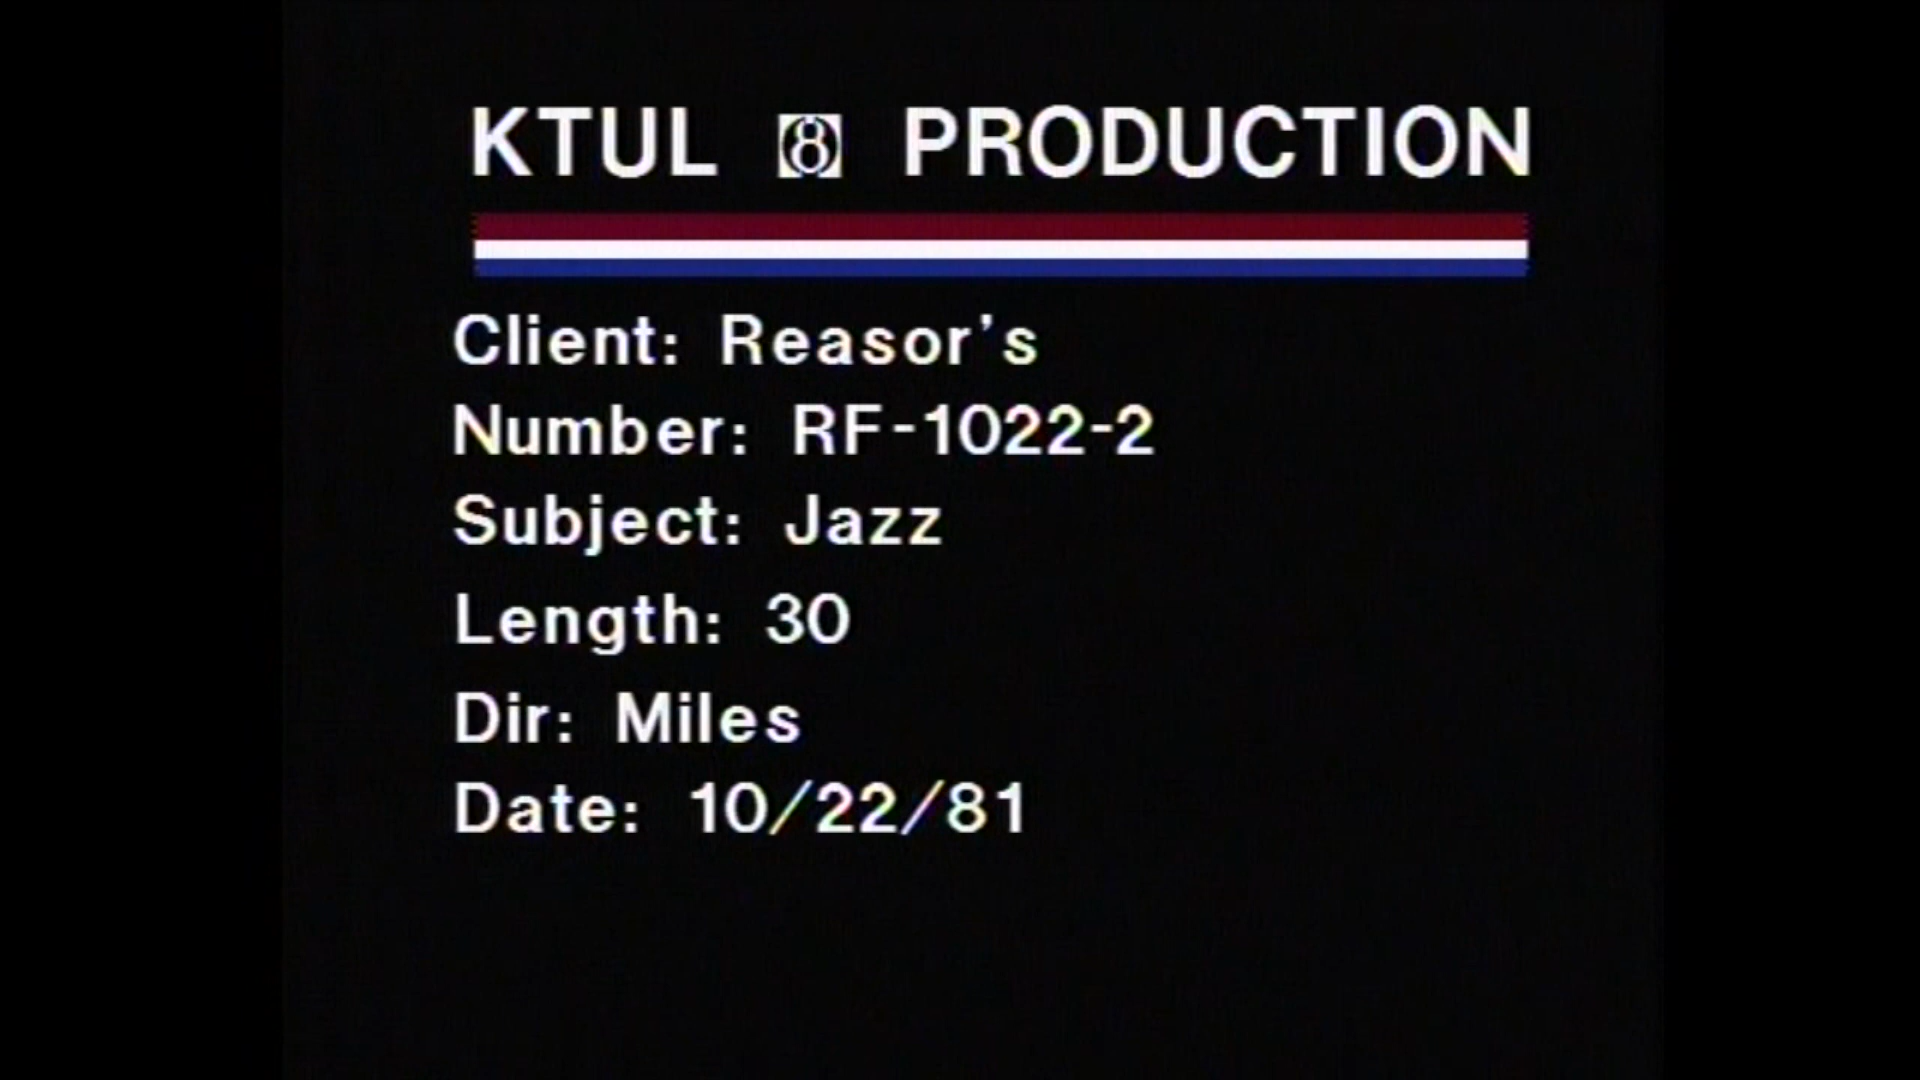 KTUL 8 PRODUCTION
Client: Reasor's
Number: RF-1022-2
Subject: Jazz
Length: 30
Dir: Miles
Date: 10/22/81